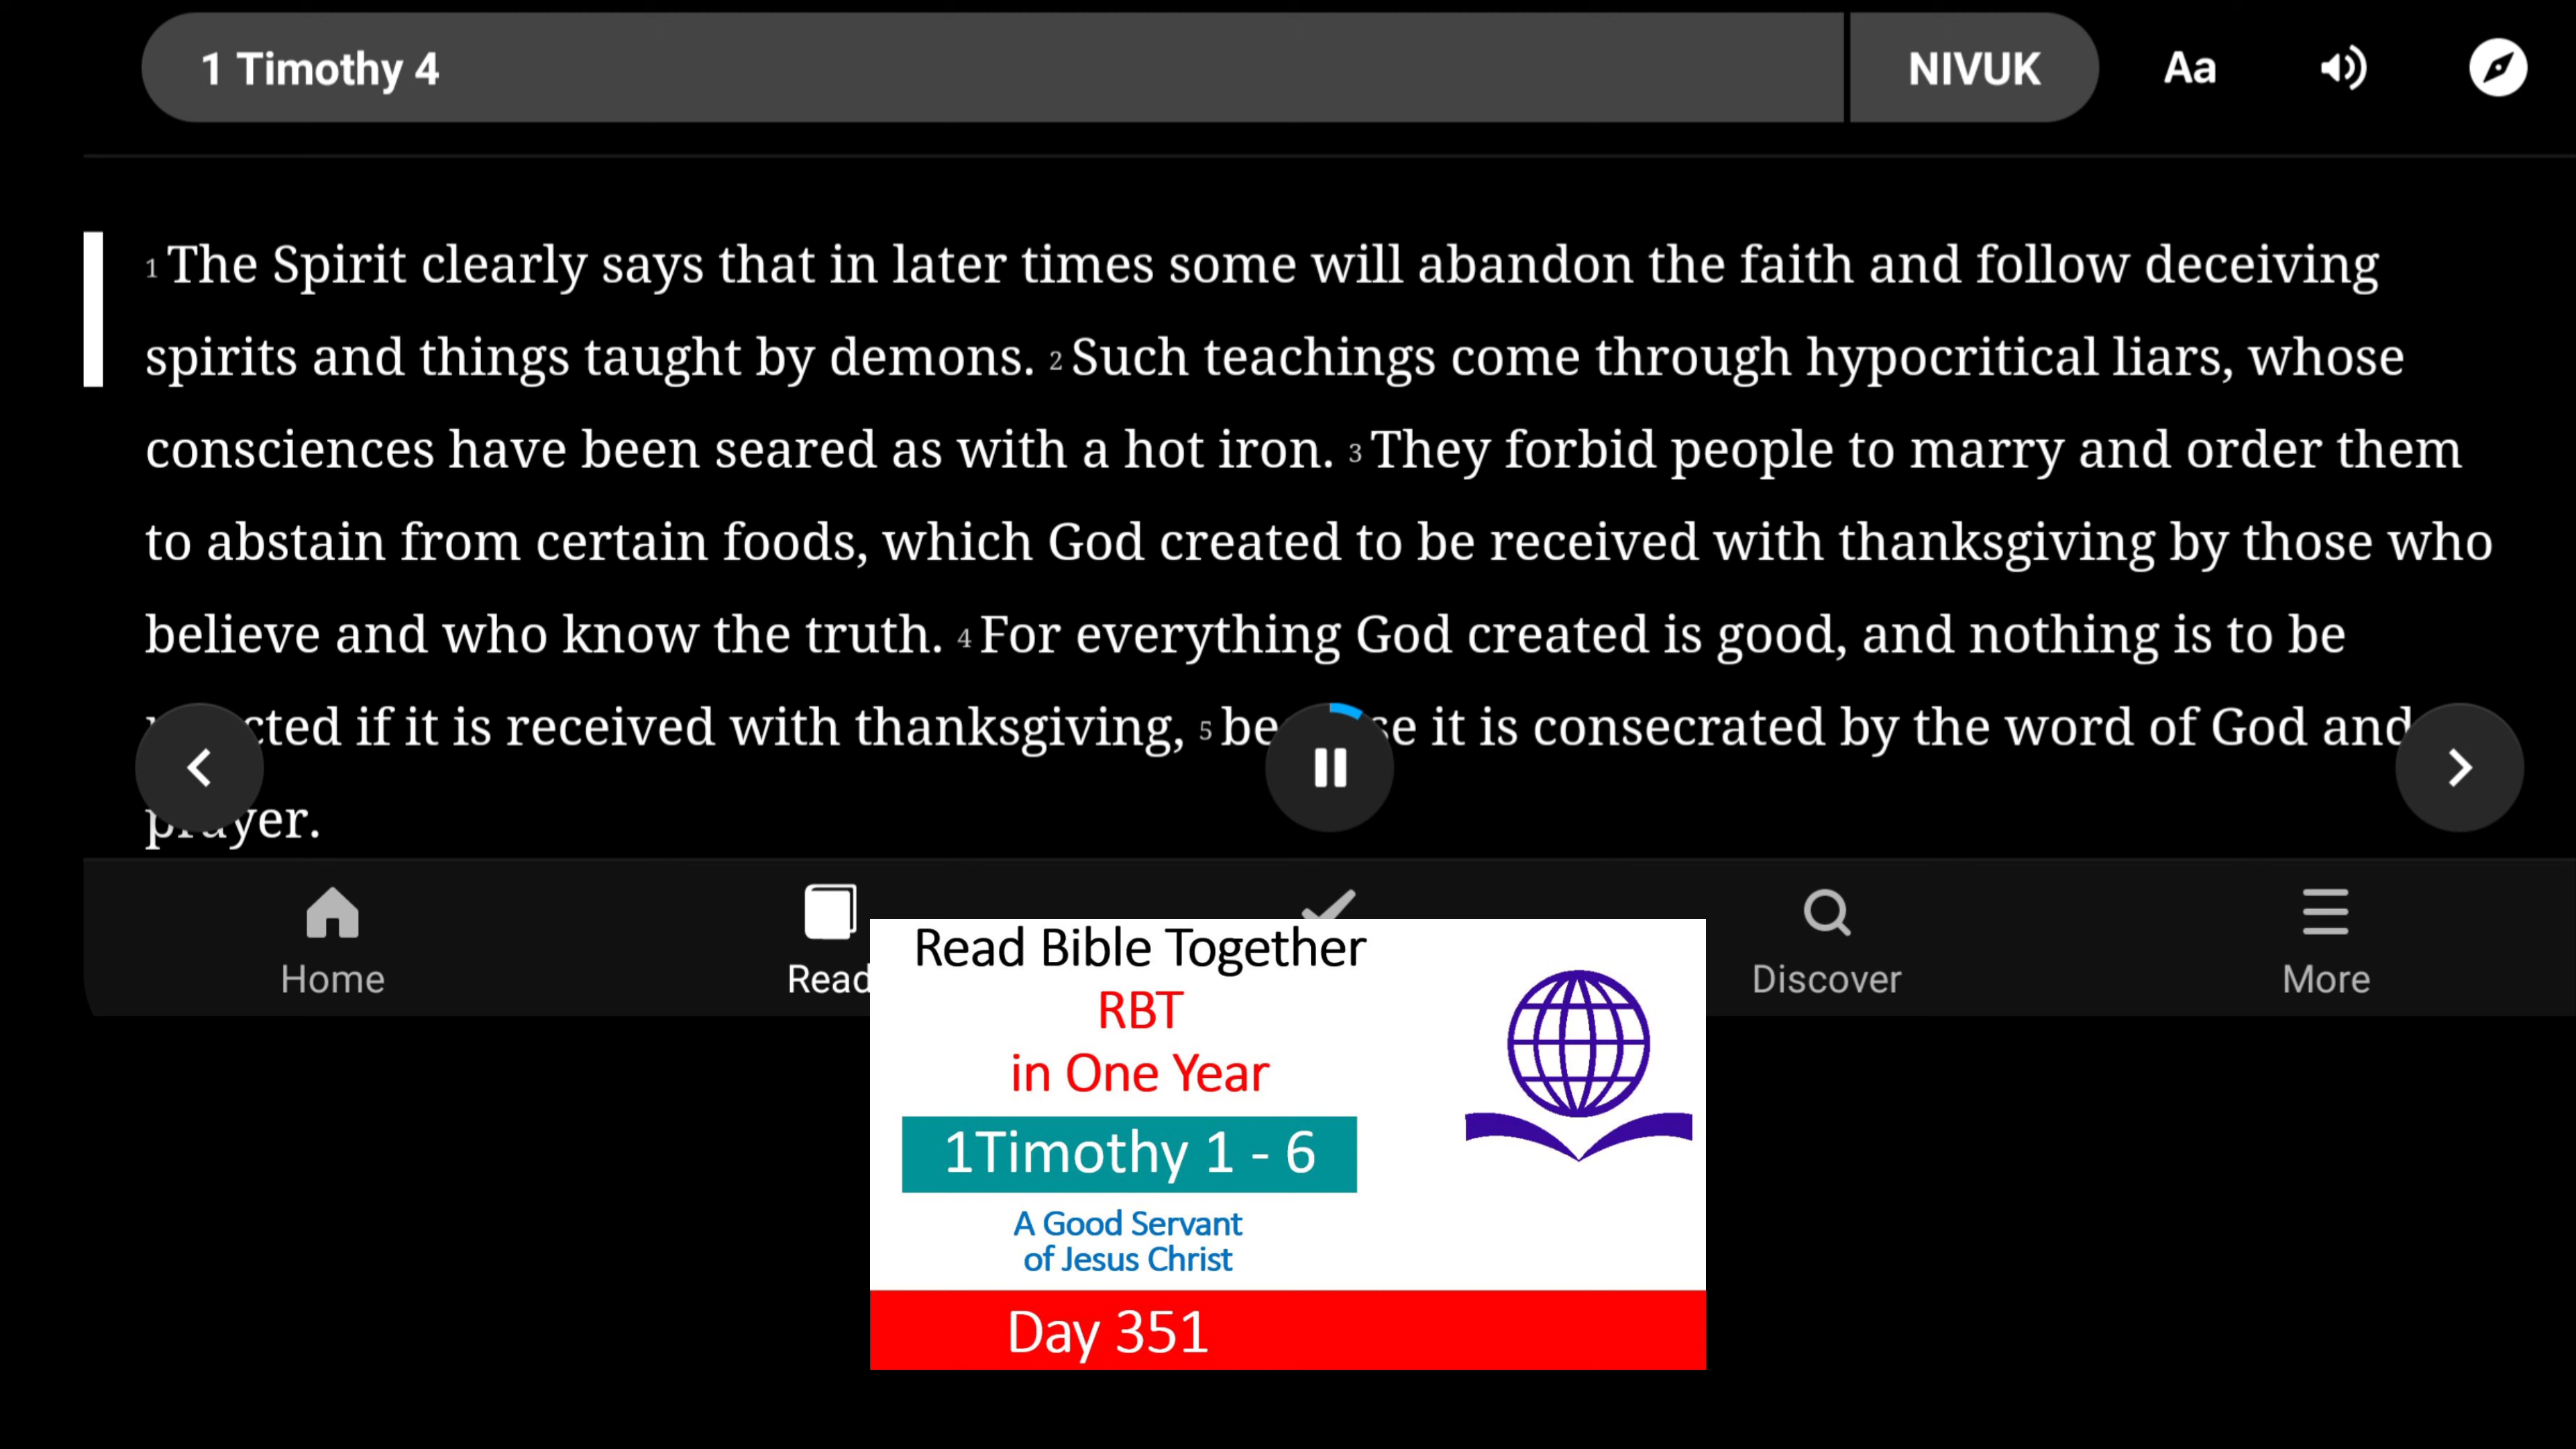 1 Timothy 4
NIVUK
Aa
1 The Spirit clearly says that in later times some will abandon the faith and follow deceiving
spirits and things taught by demons. 2 Such teachings come through hypocritical liars, whose
consciences have been seared as with a hot iron. 3 They forbid people to marry and order them
to abstain from certain foods, which God created to be received with thanksgiving by those who
believe and who know the truth. 4 For everything God created is good, and nothing is to be
if it is received with thanksgiving, 5 it is consecrated by the word of God and
prayer.
Home
Read
Discover
More
Read Bible Together
RBT
in One Year
1Timothy 1 - 6
A Good Servant
of Jesus Christ
Day 351